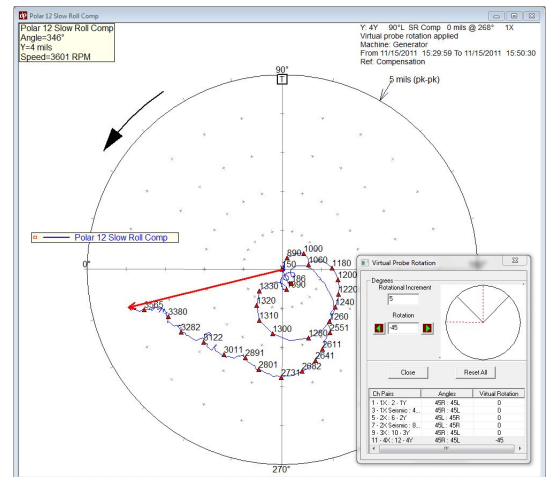 Polar 12 Slow Roll Comp
Polar 12 Slow Roll Comp
Angle=346°
Y=4 mils
Speed=3601 RPM
Y: 4Y 90°L SR Comp 0 mils @ 268° 1X
Virtual probe rotation applied
Machine: Generator
From 11/15/2011 15:29:59 To 11/15/2011 15:50:30
Ref: Compensation
90°
T
5 mils (pk-pk)
Polar 12 Slow Roll Comp
0°
890 1000
1060 1180
150
186
1200
1330 690
1220
1320 1240
1310 1260
1300 1280 2551
3565
3380
3282
3122
3011 2891
2801
2731
2682
2641
2611
270°
Virtual Probe Rotation
Degrees
Rotational Increment
5
Rotation
-45
Close Reset All
Ch Pairs Angles Virtual Rotation
1 - 1X : 2 - 1Y 45R : 45L 0
3 - 1X Seismic : 4... 45R : 45L 0
5 - 2X : 6 - 2Y 45L : 45R 0
7 - 2X Seismic : 8... 45L : 45R 0
9 - 3X : 10 - 3Y 45R : 45L 0
11 - 4X : 12 - 4Y 45R : 45L -45